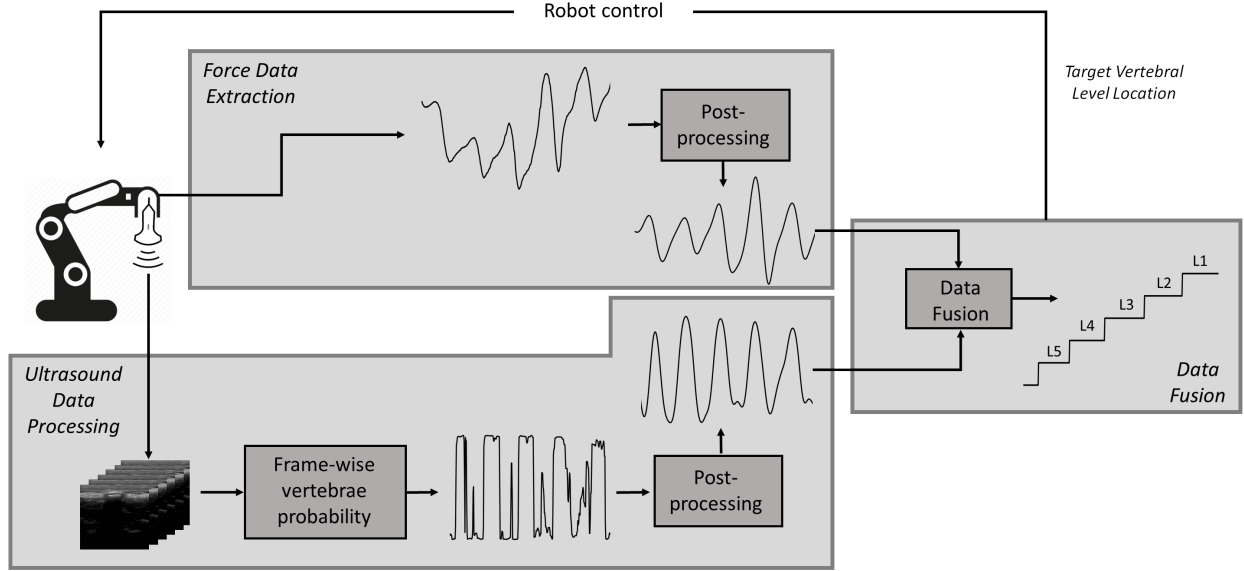 Robot control
Force Data
Extraction
Post-
processing
Target Vertebral
Level Location
Data
Fusion
L1
L2
L3
L4
L5
Data
Fusion
Ultrasound
Data
Processing
Frame-wise
vertebrae
probability
Post-
processing